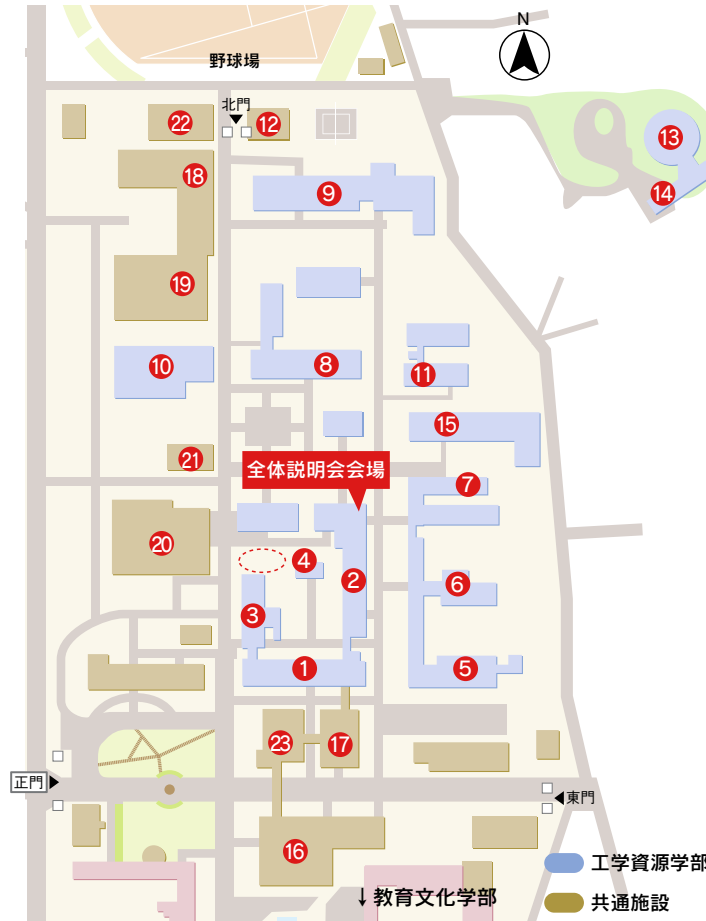 N
野球場
北門
㉒
⑫
⑬
⑱
⑨
⑭
⑲
⑩
⑧
⑪
⑮
㉑
全体説明会会場
⑦
⑳
④
②
⑥
③
①
⑤
㉓
⑰
正門
東門
⑯
工学資源学部
↓教育文化学部
共通施設